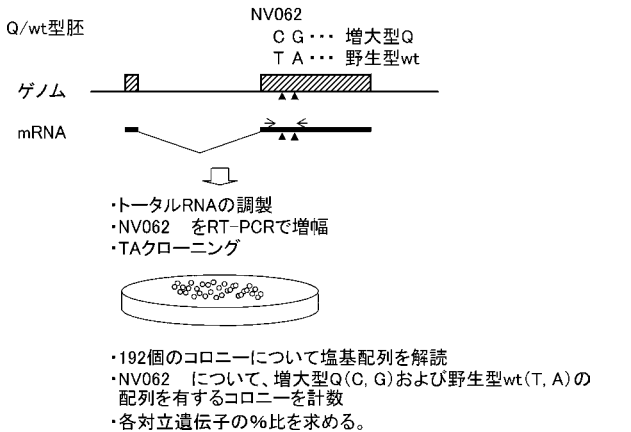 Q/wt型胚
NV062
C G・・・ 増大型Q
T A・・・ 野生型wt
ゲノム
mRNA
・トータルRNAの調製
・NV062 をRT-PCRで増幅
・TAクローニング
・192個のコロニーについて塩基配列を解読
・NV062 について、増大型Q(C, G)および野生型wt(T, A)の
配列を有するコロニーを計数
・各対立遺伝子の%比を求める。